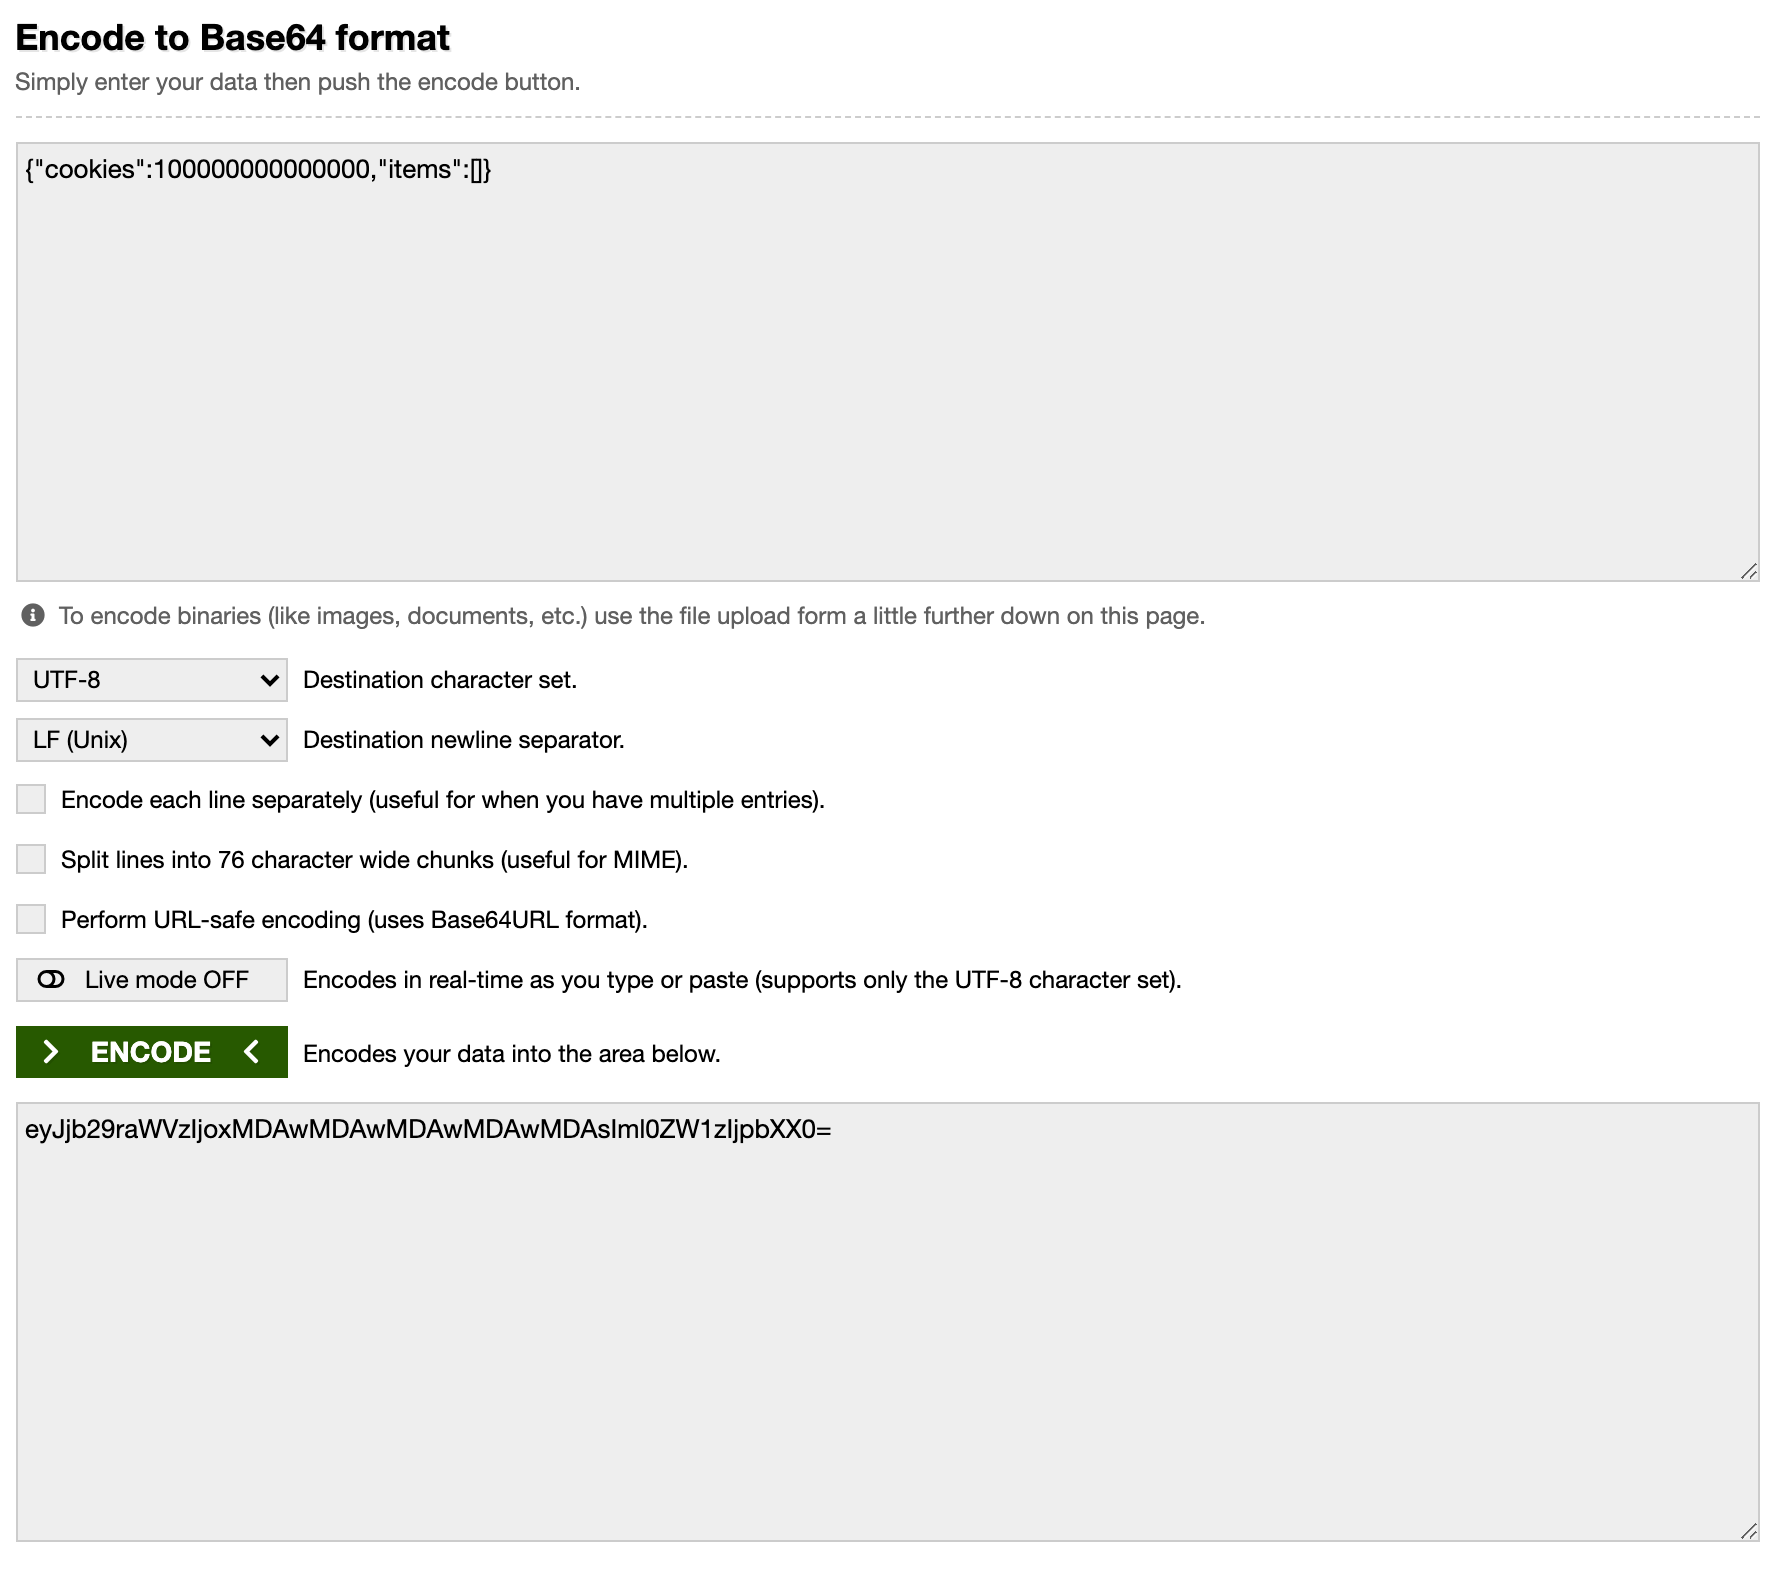 Encode to Base64 format
Simply enter your data then push the encode button.
{"cookies":100000000000000,"items":[]}
To encode binaries (like images, documents, etc.) use the file upload form a little further down on this page.
UTF-8 Destination character set.
LF (Unix) Destination newline separator.
Encode each line separately (useful for when you have multiple entries).
Split lines into 76 character wide chunks (useful for MIME).
Perform URL-safe encoding (uses Base64URL format).
Live mode OFF Encodes in real-time as you type or paste (supports only the UTF-8 character set).
> ENCODE < Encodes your data into the area below.
eyJjb29raWVzIjoxMDAwMDAwMDAwMDAwMDAsIml0ZW1zIjpbXX0=